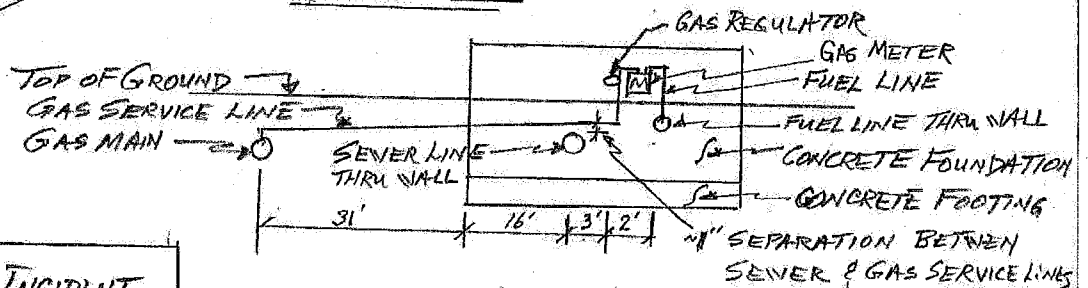 GAS REGULATOR
GAS METER
TOP OF GROUND
FUEL LINE
GAS SERVICE LINE
GAS MAIN
FUEL LINE THRU WALL
SEWER LINE
THRU WALL
CONCRETE FOUNDATION
CONCRETE FOOTING
31' 16' 3' 2'
~1" SEPARATION BETWEEN
SEWER & GAS SERVICE LINES
INCIDENT